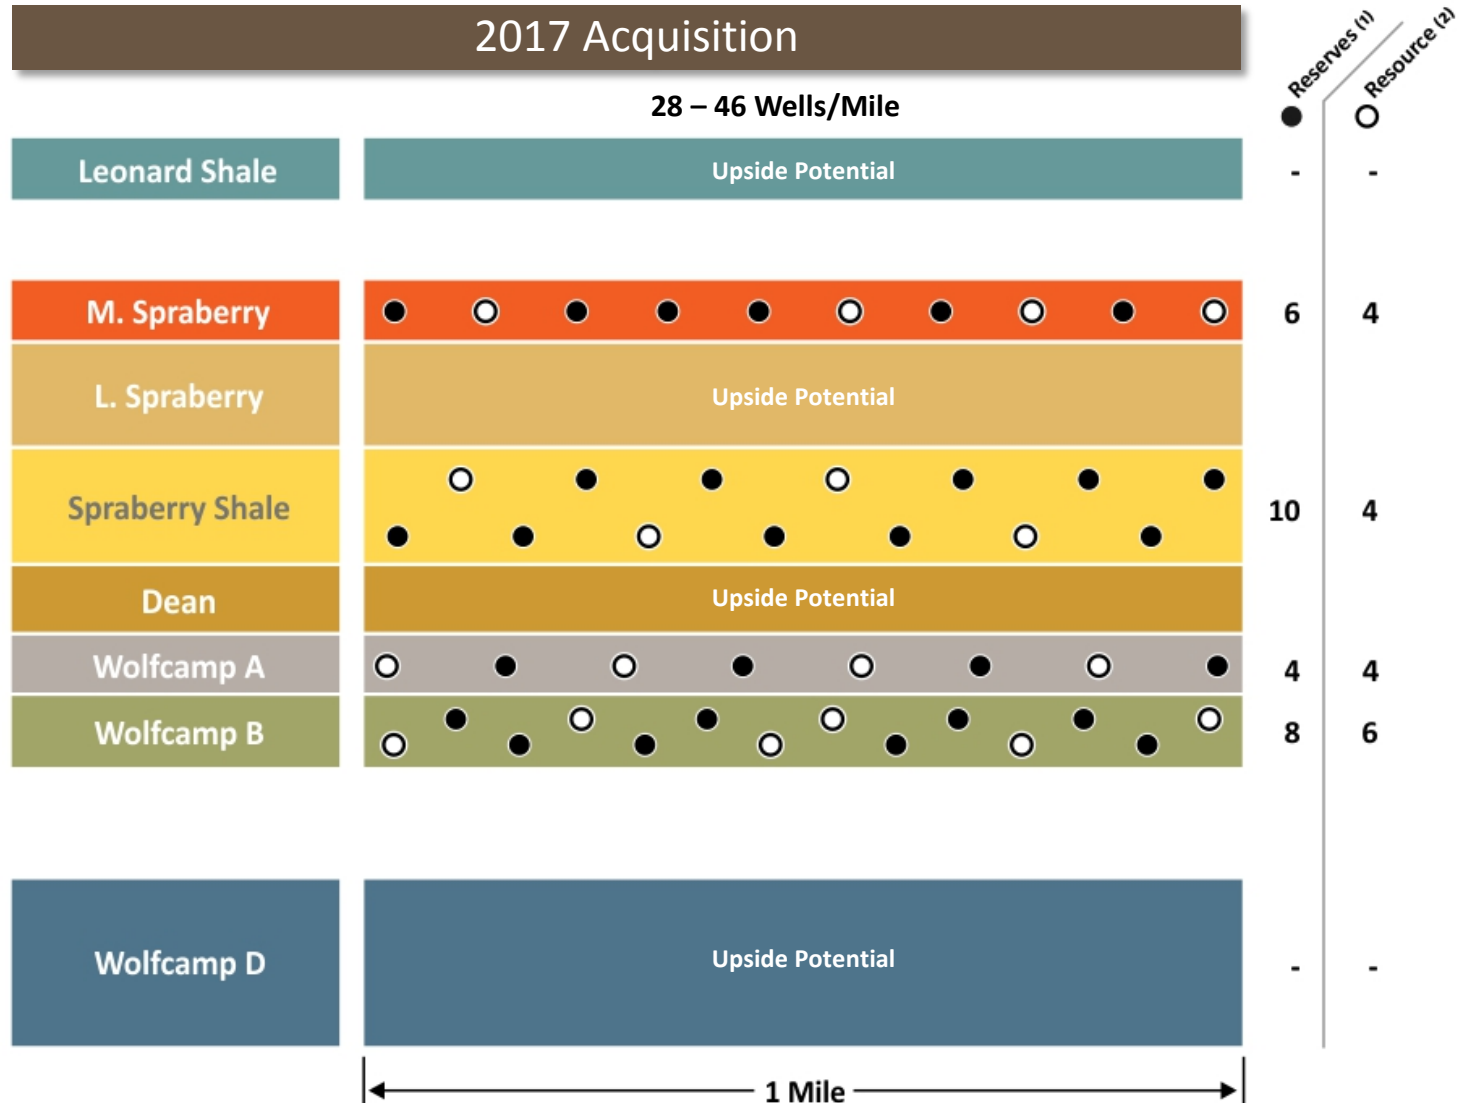 2017 Acquisition
Reserves (1)
Resource (2)
28 – 46 Wells/Mile
Leonard Shale
Upside Potential
- -
M. Spraberry
6 4
L. Spraberry
Upside Potential
Spraberry Shale
10 4
Dean
Upside Potential
Wolfcamp A
4 4
Wolfcamp B
8 6
Wolfcamp D
Upside Potential
- -
1 Mile